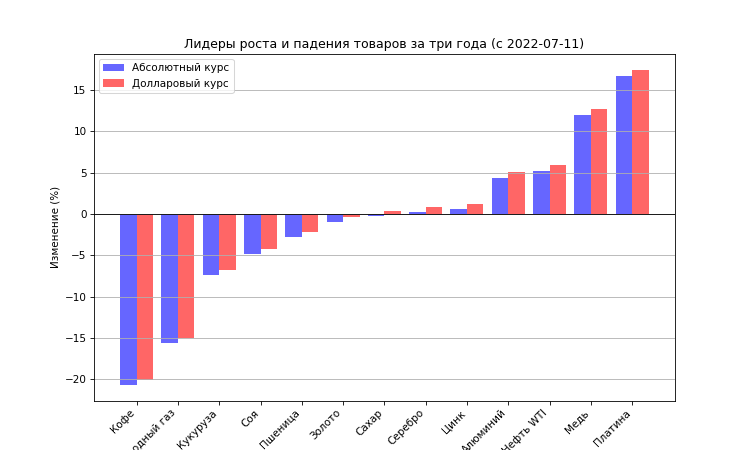 Лидеры роста и падения товаров за три года (с 2022-07-11)
Абсолютный курс
Долларовый курс
Изменение (%)
15
10
5
0
−5
−10
−15
−20
Кофе
одный газ
Кукуруза
Соя
Пшеница
Золото
Сахар
Серебро
Цинк
Алюминий
Нефть WTI
Медь
Платина